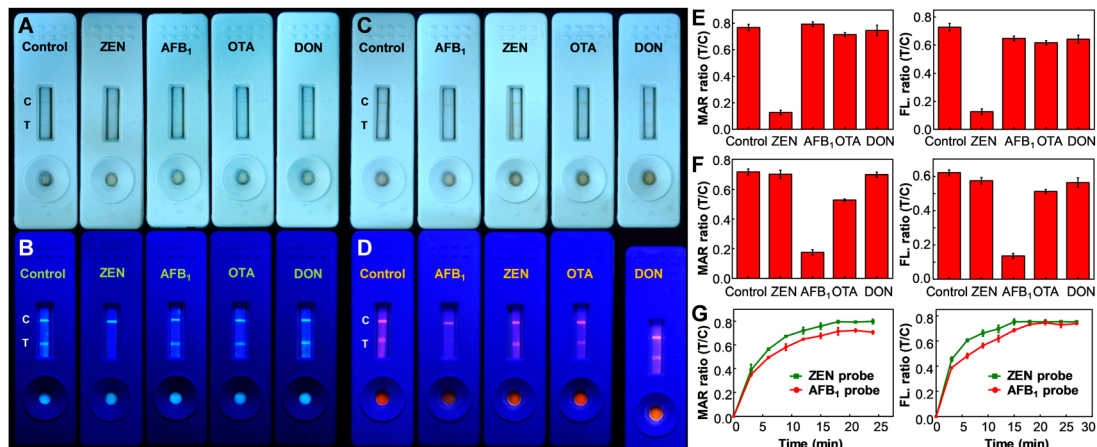 A
Control ZEN AFB₁ OTA DON
C
T
B
Control ZEN AFB₁ OTA DON
C
T
C
Control AFB₁ ZEN OTA DON
D
Control AFB₁ ZEN OTA DON
C
T
E
MAR ratio (T/C)
0.8
0.6
0.4
0.2
0.0
Control ZEN AFB₁ OTA DON
FL. ratio (T/C)
0.8
0.6
0.4
0.2
0.0
Control ZEN AFB₁ OTA DON
F
MAR ratio (T/C)
0.8
0.6
0.4
0.2
0.0
Control ZEN AFB₁ OTA DON
FL. ratio (T/C)
0.6
0.4
0.2
0.0
Control ZEN AFB₁ OTA DON
G
MAR ratio (T/C)
0.8
0.6
0.4
0.2
0.0
ZEN probe
AFB₁ probe
0 5 10 15 20 25
Time (min)
FL. ratio (T/C)
0.8
0.6
0.4
0.2
0.0
ZEN probe
AFB₁ probe
0 5 10 15 20 25 30
Time (min)